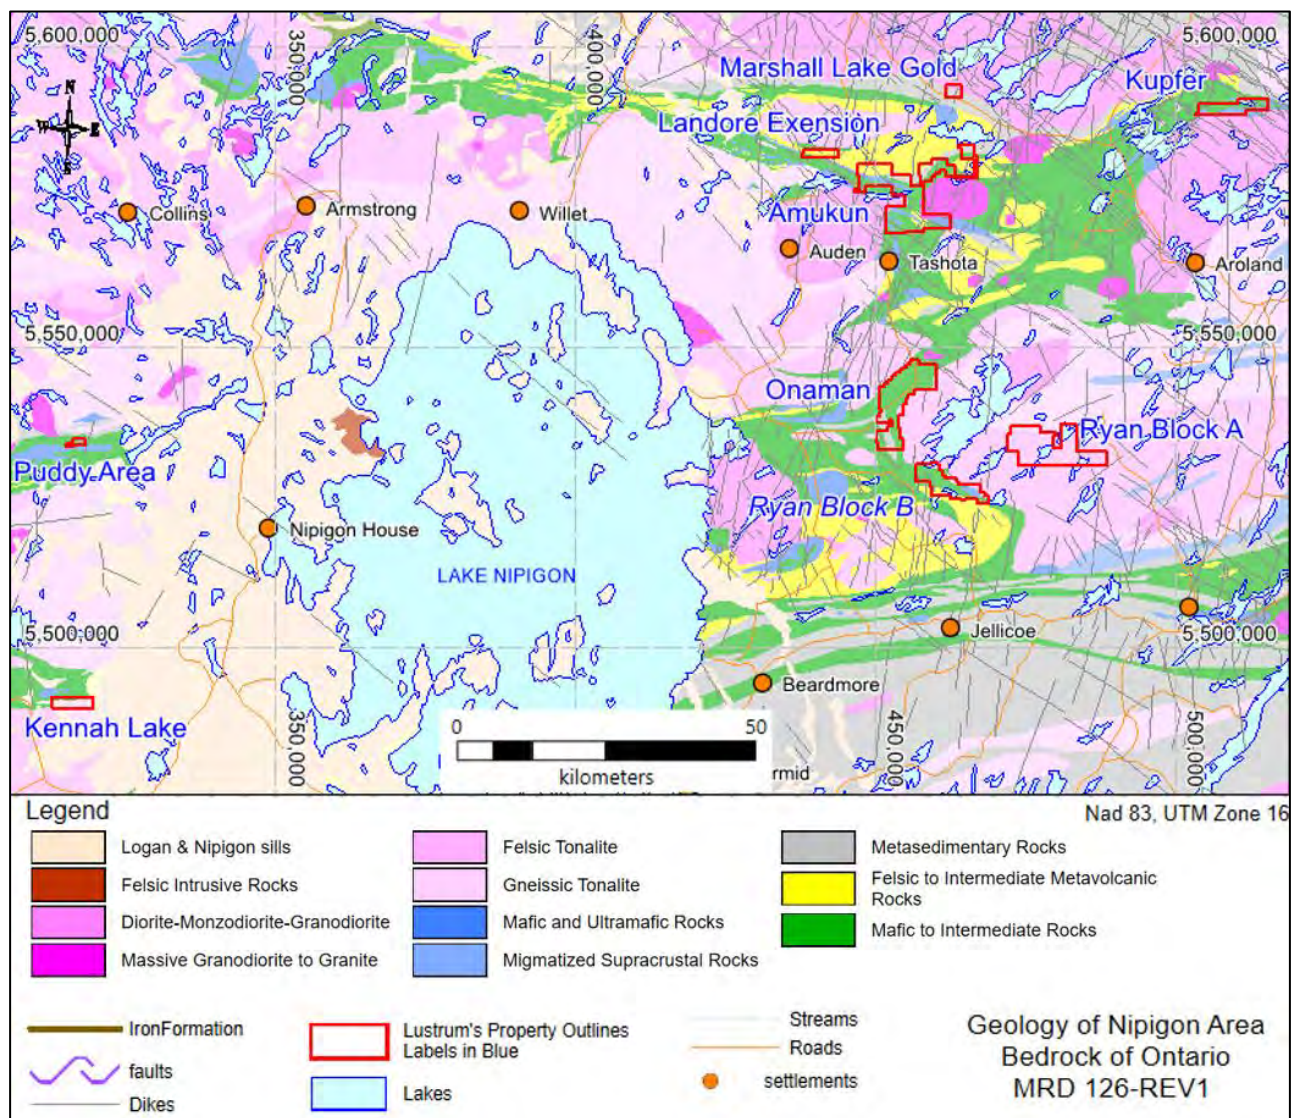 5,600,000
350,000
400,000
5,600,000
Marshall Lake Gold
Kupfer
Landore Exension
N
W
E
S
Collins
Armstrong
Willet
Amukun
Auden
Tashota
Aroland
5,550,000
5,550,000
Onaman
Ryan Block A
Puddy Area
Ryan Block B
Nipigon House
LAKE NIPIGON
5,500,000
5,500,000
Jellicoe
Beardmore
Kennah Lake
350,000
0
50
kilometers
rmid
450,000
500,000
Legend
Nad 83, UTM Zone 16
Logan & Nipigon sills
Felsic Intrusive Rocks
Diorite-Monzodiorite-Granodiorite
Massive Granodiorite to Granite
Felsic Tonalite
Gneissic Tonalite
Mafic and Ultramafic Rocks
Migmatized Supracrustal Rocks
Metasedimentary Rocks
Felsic to Intermediate Metavolcanic
Rocks
Mafic to Intermediate Rocks
IronFormation
faults
Dikes
Lustrum's Property Outlines
Labels in Blue
Lakes
Streams
Roads
settlements
Geology of Nipigon Area
Bedrock of Ontario
MRD 126-REV1